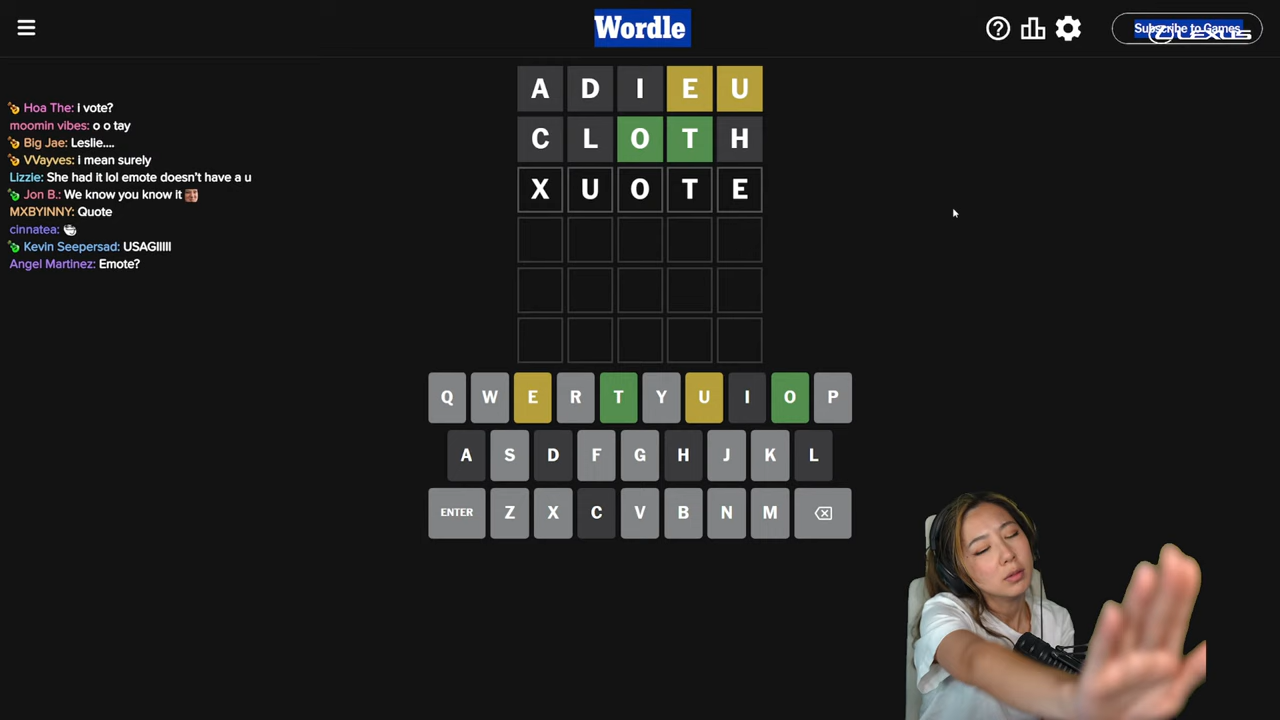 Wordle
Subscribe to Games
LEXUS
Hoa The: i vote?
moomin vibes: o o tay
Big Jae: Leslie....
VVayves: i mean surely
Lizzie: She had it lol emote doesn't have a u
Jon B.: We know you know it
MXBYINNY: Quote
cinnatea:
Kevin Seepersad: USAGIIIII
Angel Martinez: Emote?
A D I E U
C L O T H
X U O T E
Q W E R T Y U I O P
A S D F G H J K L
ENTER Z X C V B N M